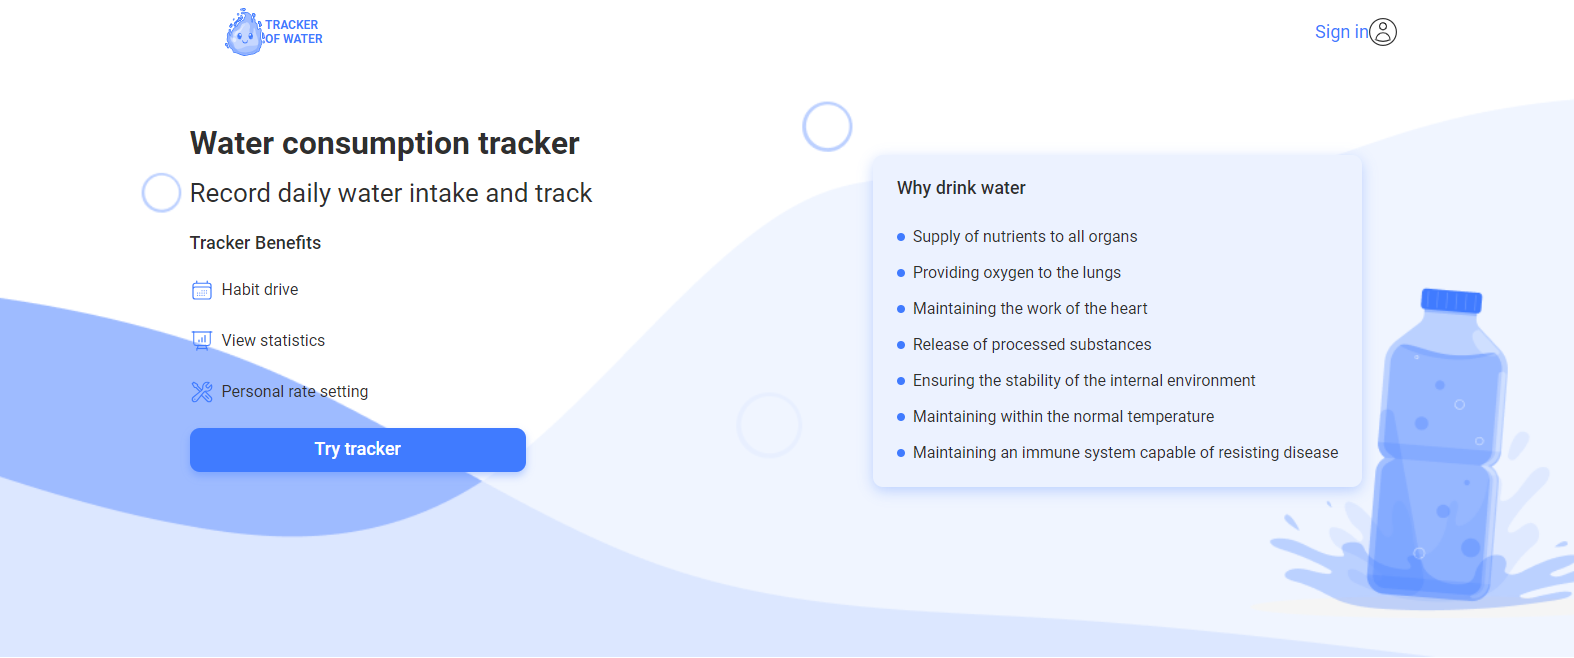 TRACKER
OF WATER
Sign in
Water consumption tracker
Record daily water intake and track
Tracker Benefits
Habit drive
View statistics
Personal rate setting
Try tracker
Why drink water
Supply of nutrients to all organs
Providing oxygen to the lungs
Maintaining the work of the heart
Release of processed substances
Ensuring the stability of the internal environment
Maintaining within the normal temperature
Maintaining an immune system capable of resisting disease